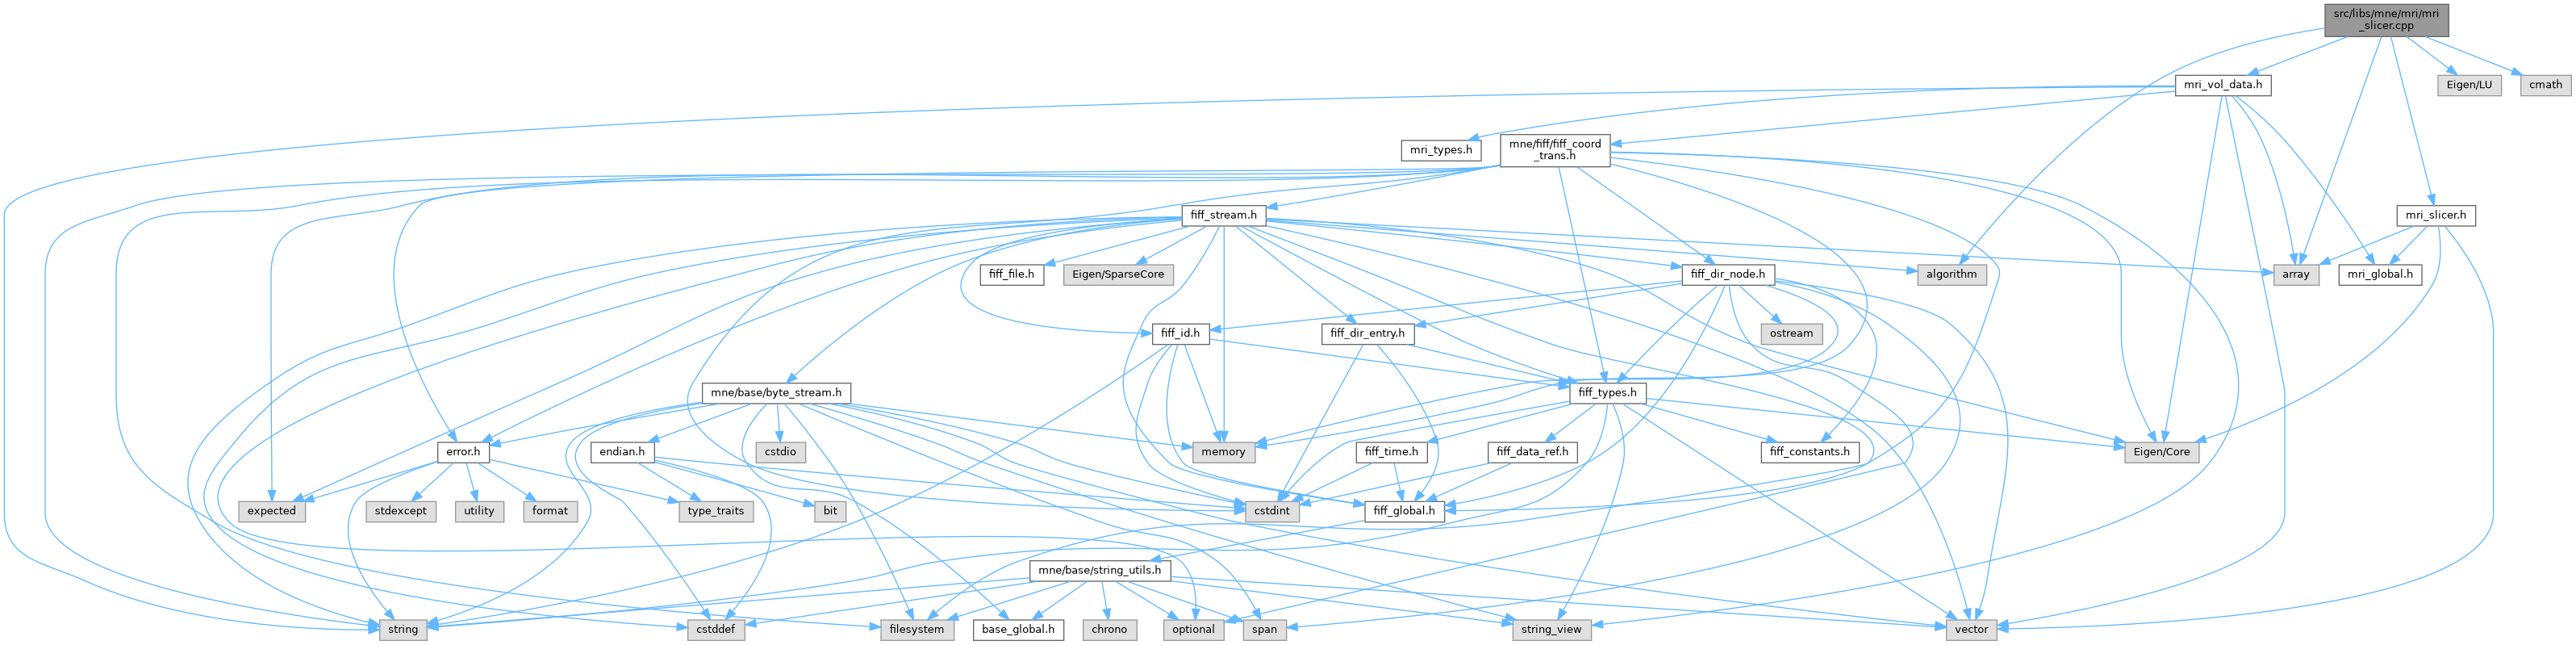 src/libs/mne/mri/mri
_slicer.cpp
mri_vol_data.h
Eigen/LU
cmath
mri_types.h
mne/fiff/fiff_coord
_trans.h
fiff_stream.h
mri_slicer.h
fiff_file.h
Eigen/SparseCore
fiff_dir_node.h
algorithm
array
mri_global.h
fiff_id.h
fiff_dir_entry.h
ostream
mne/base/byte_stream.h
fiff_types.h
error.h
endian.h
cstdio
memory
fiff_time.h
fiff_data_ref.h
fiff_constants.h
Eigen/Core
expected
stdexcept
utility
format
type_traits
bit
cstdint
fiff_global.h
mne/base/string_utils.h
string
cstddef
filesystem
base_global.h
chrono
optional
span
string_view
vector